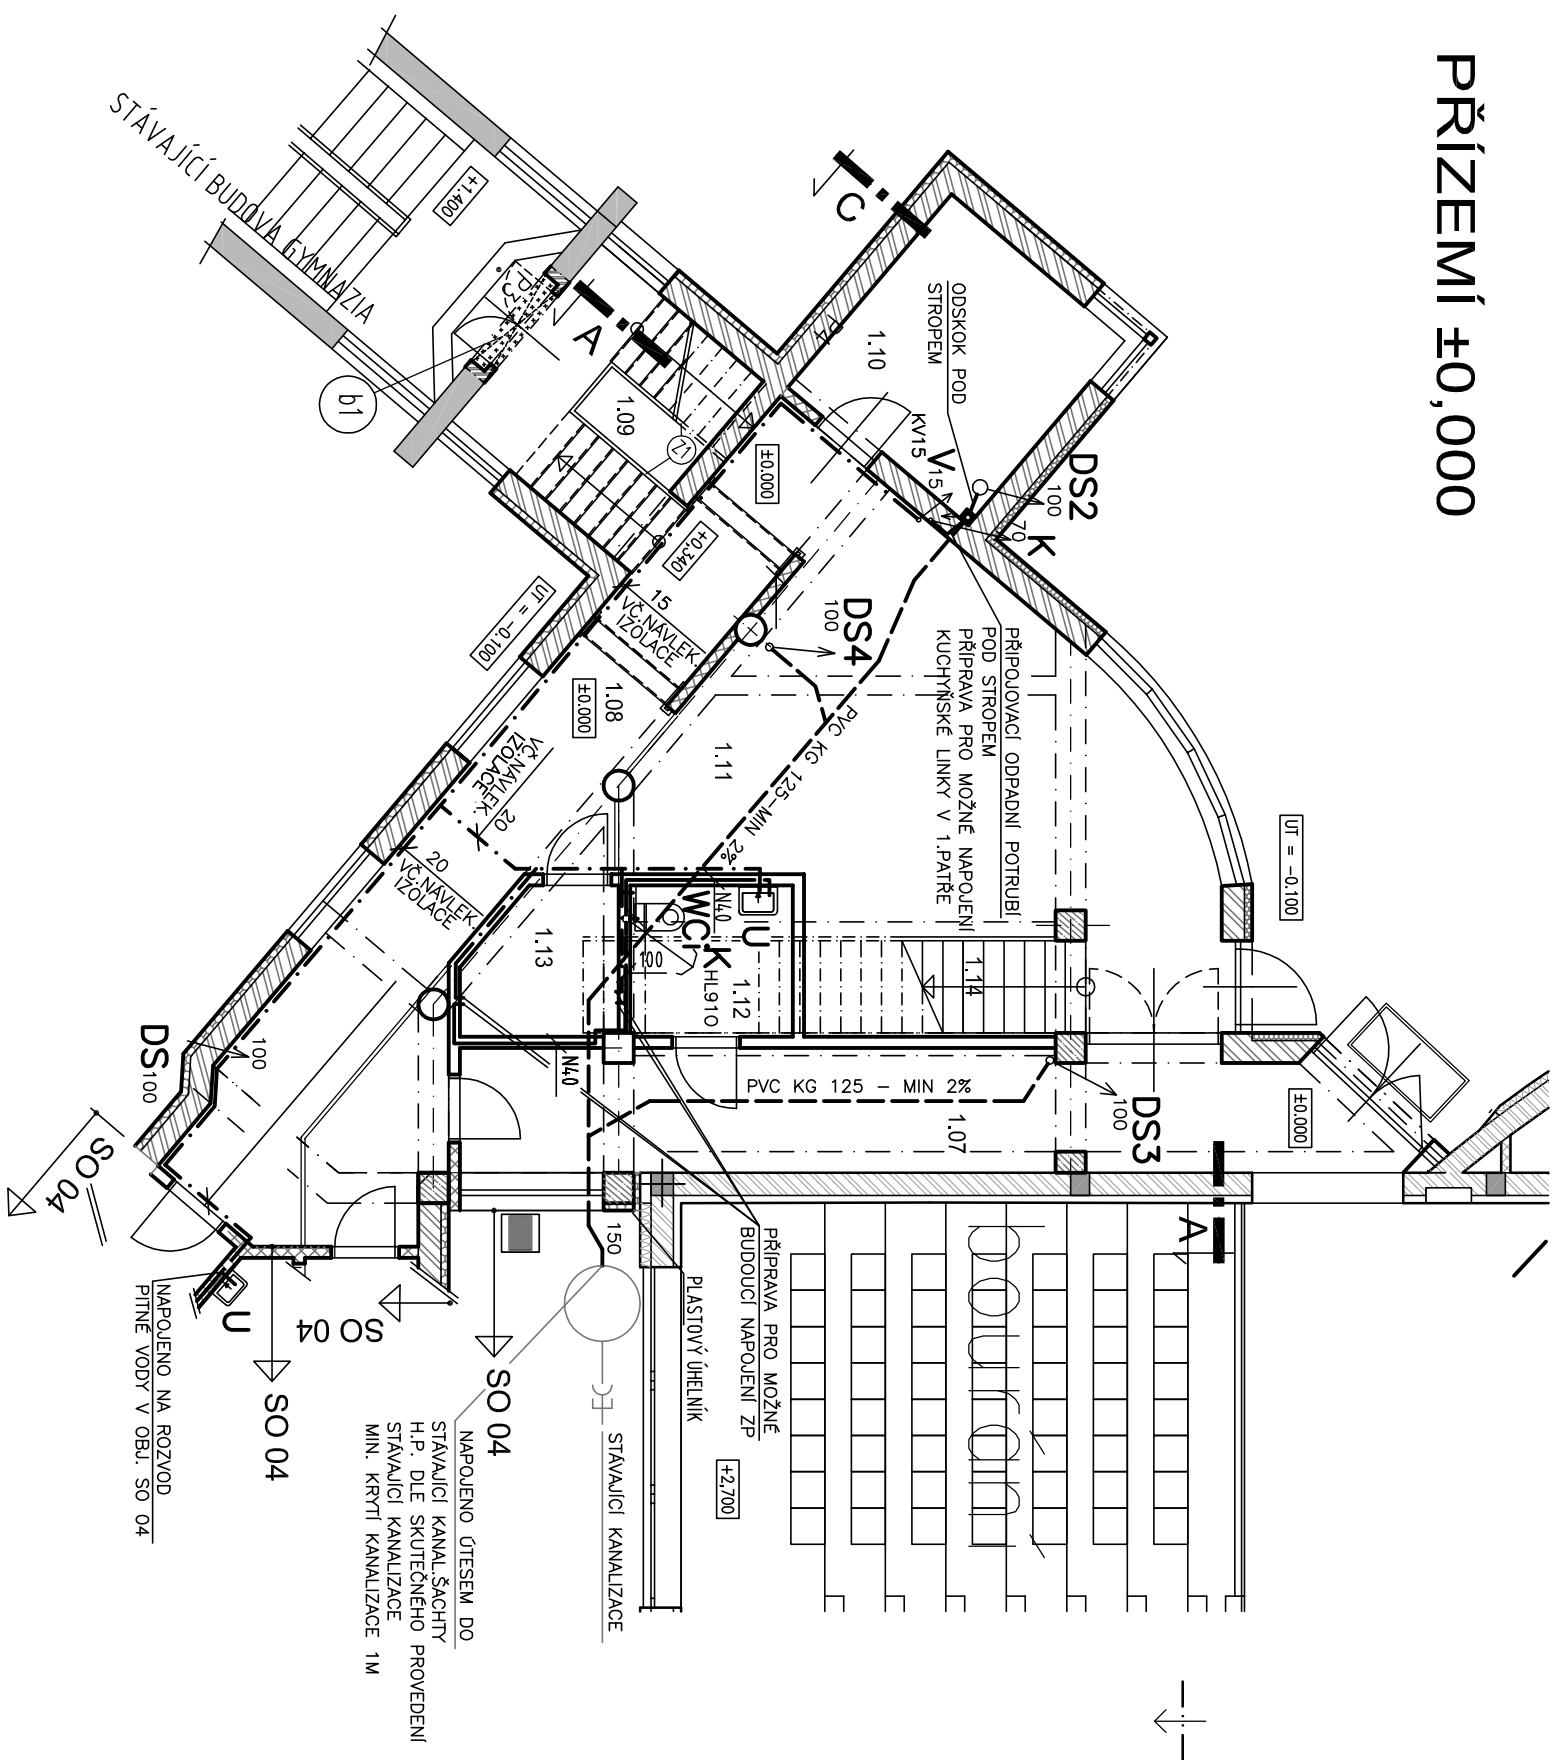 PŘÍZEMÍ ±0,000
STÁVAJÍCÍ BUDOVA GYMNAZIA
+1.400
C
A
P3
P4
b1
ODSKOK POD
STROPEM
1.10
1.09
Z1
KV15
V
15
DS2
100
70
K
±0.000
+0,340
UT = -0.100
15
VČ.NÁVLEK.
IZOLACE
DS4
100
PŘIPOJOVACÍ ODPADNÍ POTRUBÍ
POD STROPEM
PŘÍPRAVA PRO MOŽNÉ NAPOJENÍ
KUCHYŇSKÉ LINKY V 1.PATŘE
1.08
±0.000
1.11
PVC KG 125-MIN 2%
UT = -0.100
VČ.NÁVLEK.
IZOLACE
20
20
VČ.NÁVLEK.
IZOLACE
N40
WC
U
K
100
HL910
1.12
1.13
1.14
N40
DS
100
100
PVC KG 125 - MIN 2%
1.07
DS3
100
±0.000
A
SO 04
150
PŘÍPRAVA PRO MOŽNÉ
BUDOUCÍ NAPOJENÍ ZP
PLASTOVÝ ÚHELNÍK
U
SO 04
SO 04
SO 04
NAPOJENO NA ROZVOD
PITNÉ VODY V OBJ. SO 04
STÁVAJÍCÍ KANALIZACE
NAPOJENO ÚTESEM DO
STÁVAJÍCÍ KANAL.ŠACHTY
H.P. DLE SKUTEČNÉHO PROVEDENÍ
STÁVAJÍCÍ KANALIZACE
MIN. KRYTÍ KANALIZACE 1M
+2,700